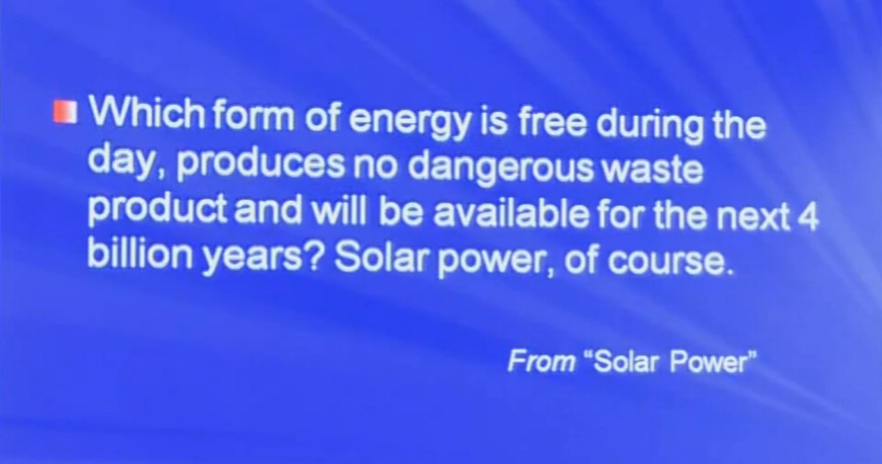 Which form of energy is free during the
day, produces no dangerous waste
product and will be available for the next 4
billion years? Solar power, of course.
From “Solar Power”